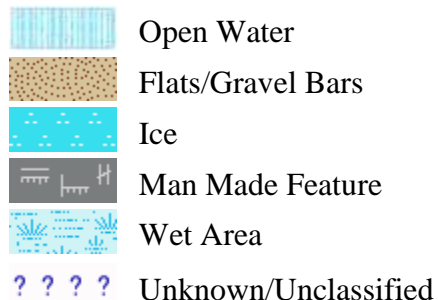 Open Water
Flats/Gravel Bars
Ice
Man Made Feature
Wet Area
? ? ? ? Unknown/Unclassified